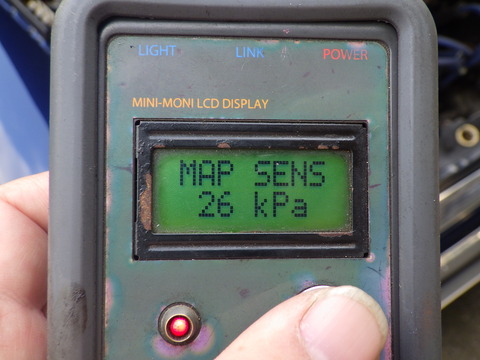 LIGHT LINK POWER
MINI-MONI LCD DISPLAY
MAP SENS
26 kPa